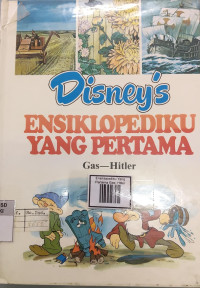 Disney's
ENSIKLOPEDIKU
YANG PERTAMA
Gas—Hitler